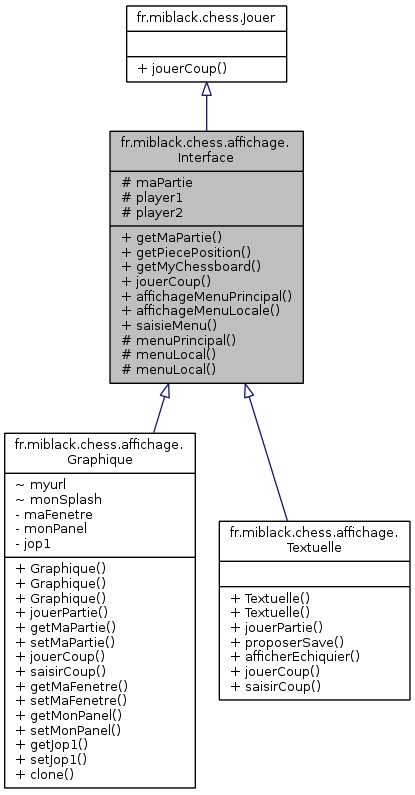 fr.miblack.chess.Jouer
+ jouerCoup()
fr.miblack.chess.affichage.
Interface
# maPartie
# player1
# player2
+ getMaPartie()
+ getPiecePosition()
+ getMyChessboard()
+ jouerCoup()
+ affichageMenuPrincipal()
+ affichageMenuLocale()
+ saisieMenu()
# menuPrincipal()
# menuLocal()
# menuLocal()
fr.miblack.chess.affichage.
Graphique
~ myurl
~ monSplash
- maFenetre
- monPanel
- jop1
+ Graphique()
+ Graphique()
+ Graphique()
+ jouerPartie()
+ getMaPartie()
+ setMaPartie()
+ jouerCoup()
+ saisirCoup()
+ getMaFenetre()
+ setMaFenetre()
+ getMonPanel()
+ setMonPanel()
+ getJop1()
+ setJop1()
+ clone()
fr.miblack.chess.affichage.
Textuelle
+ Textuelle()
+ Textuelle()
+ jouerPartie()
+ proposerSave()
+ afficherEchiquier()
+ jouerCoup()
+ saisirCoup()